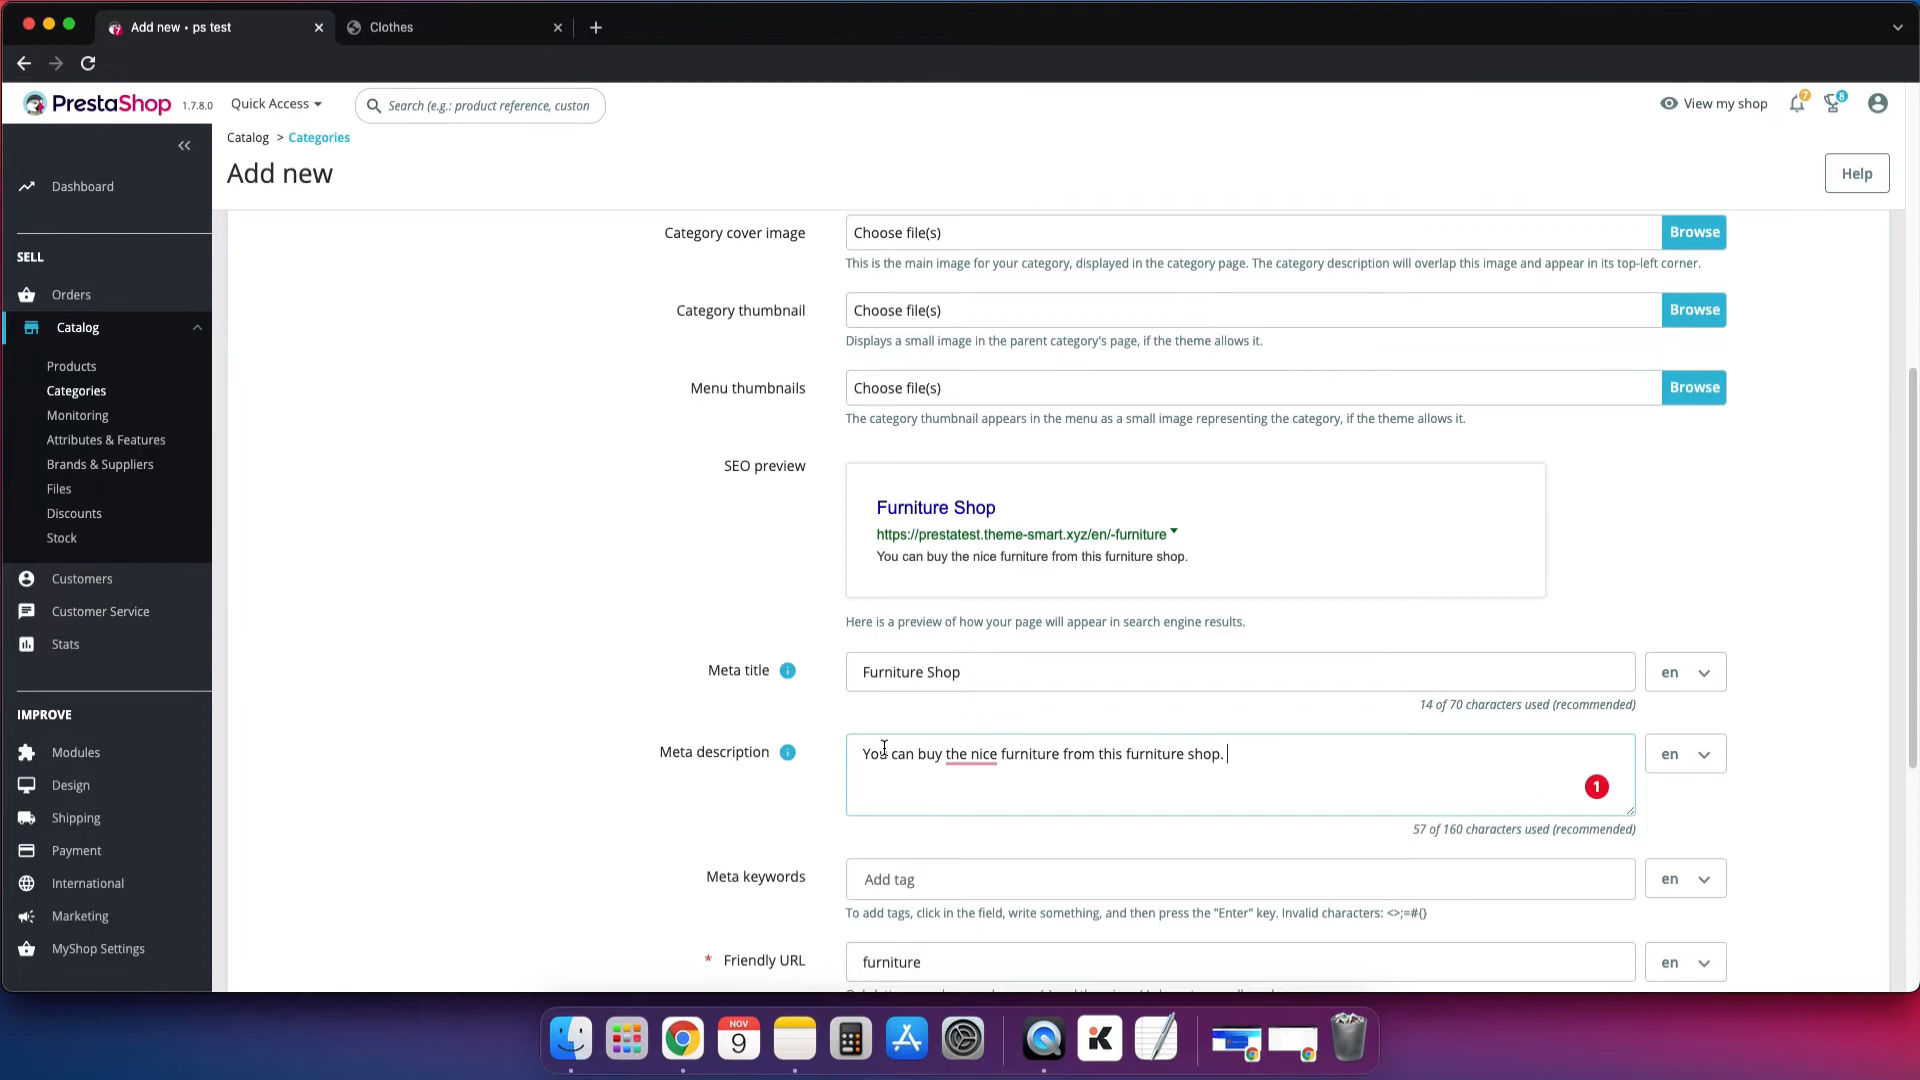 Add new • ps test
Clothes
PrestaShop 1.7.8.0
Quick Access
Search (e.g.: product reference, custon
View my shop
7
8
Catalog > Categories
Add new
Help
Dashboard
SELL
Orders
Catalog
Products
Categories
Monitoring
Attributes & Features
Brands & Suppliers
Files
Discounts
Stock
Customers
Customer Service
Stats
IMPROVE
Modules
Design
Shipping
Payment
International
Marketing
MyShop Settings
Category cover image
Choose file(s)
Browse
This is the main image for your category, displayed in the category page. The category description will overlap this image and appear in its top-left corner.
Category thumbnail
Choose file(s)
Browse
Displays a small image in the parent category's page, if the theme allows it.
Menu thumbnails
Choose file(s)
Browse
The category thumbnail appears in the menu as a small image representing the category, if the theme allows it.
SEO preview
Furniture Shop
https://prestatest.theme-smart.xyz/en/-furniture
You can buy the nice furniture from this furniture shop.
Here is a preview of how your page will appear in search engine results.
Meta title
Furniture Shop
en
14 of 70 characters used (recommended)
Meta description
You can buy the nice furniture from this furniture shop.
en
1
57 of 160 characters used (recommended)
Meta keywords
Add tag
en
To add tags, click in the field, write something, and then press the "Enter" key. Invalid characters: <>;=#{}
* Friendly URL
furniture
en
NOV
9